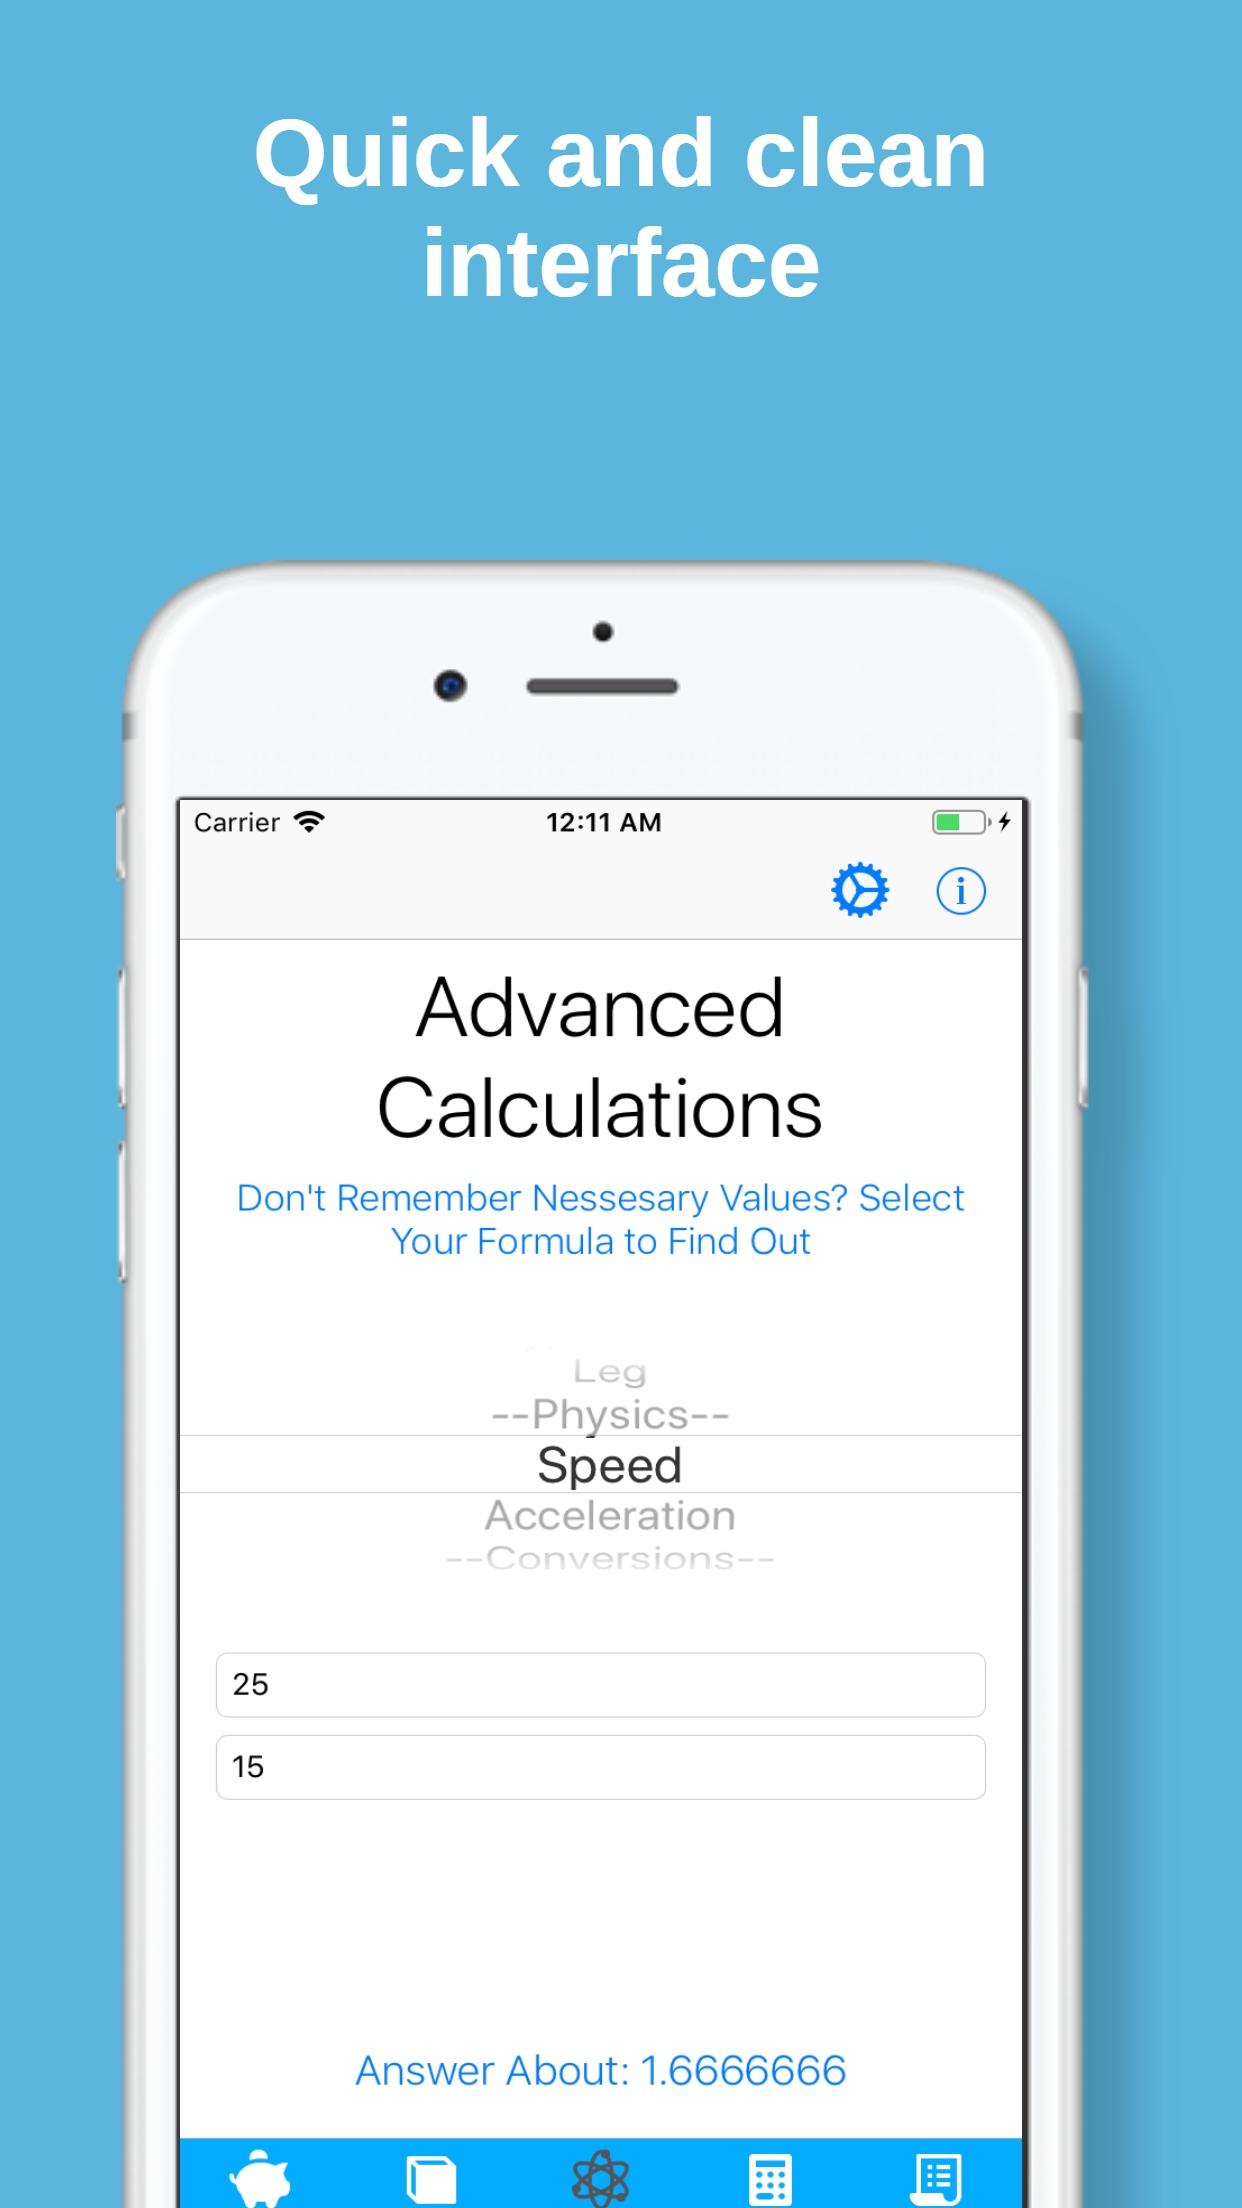 Quick and clean
interface
Carrier
12:11 AM
Advanced
Calculations
Don't Remember Nessesary Values? Select
Your Formula to Find Out
Leg
--Physics--
Speed
Acceleration
--Conversions--
25
15
Answer About: 1.6666666